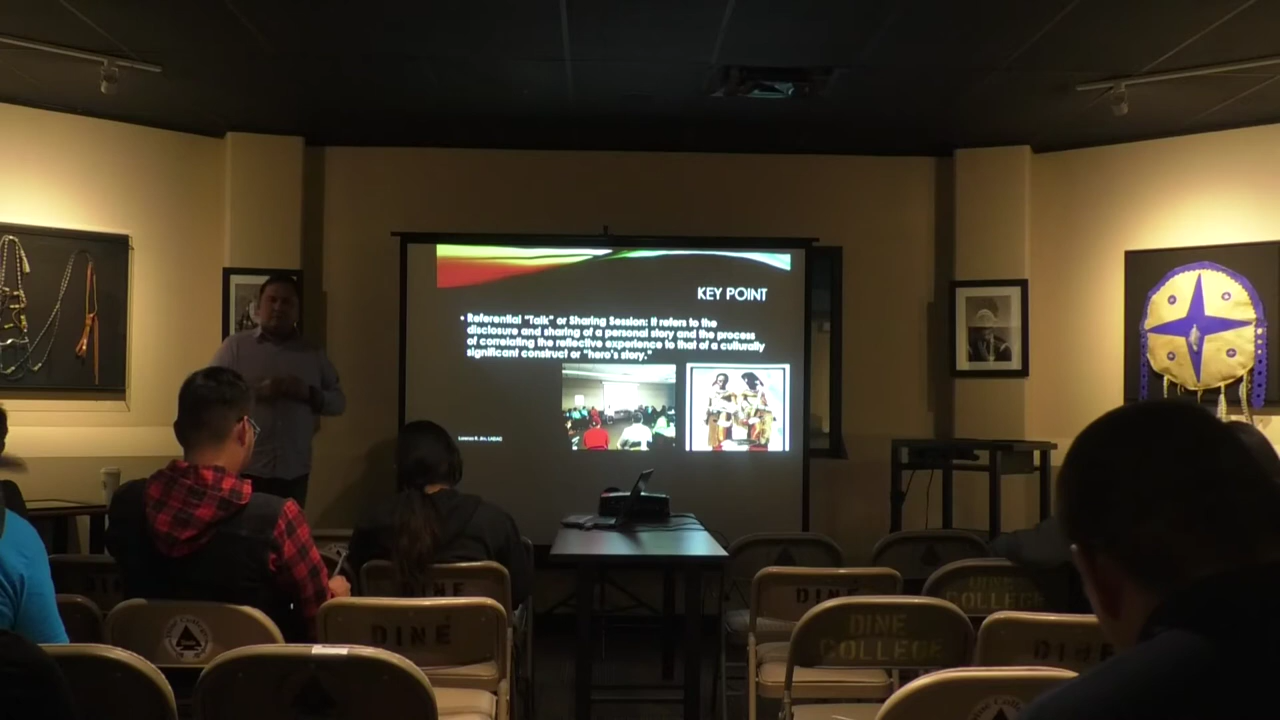 KEY POINT
• Referential "Talk" or Sharing Session: It refers to the
disclosure and sharing of a personal story and the process
of correlating the reflective experience to that of a culturally
significant construct or "hero's story."
DINE
DINE
DINE
COLLEGE
DINE
COLLEGE
DINE